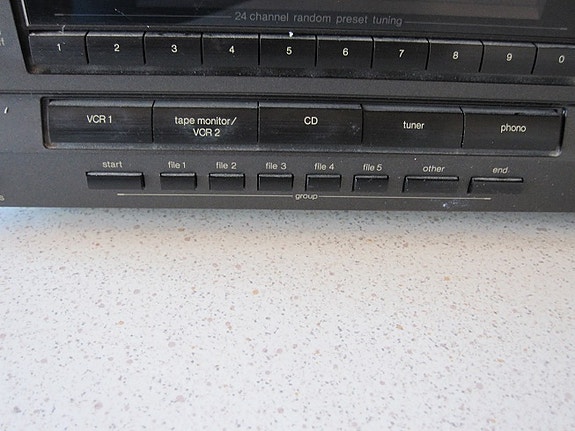 24 channel random preset tuning
1 2 3 4 5 6 7 8 9 0
VCR 1 tape monitor/ CD tuner phono
VCR 2
start file 1 file 2 file 3 file 4 file 5 other end
group